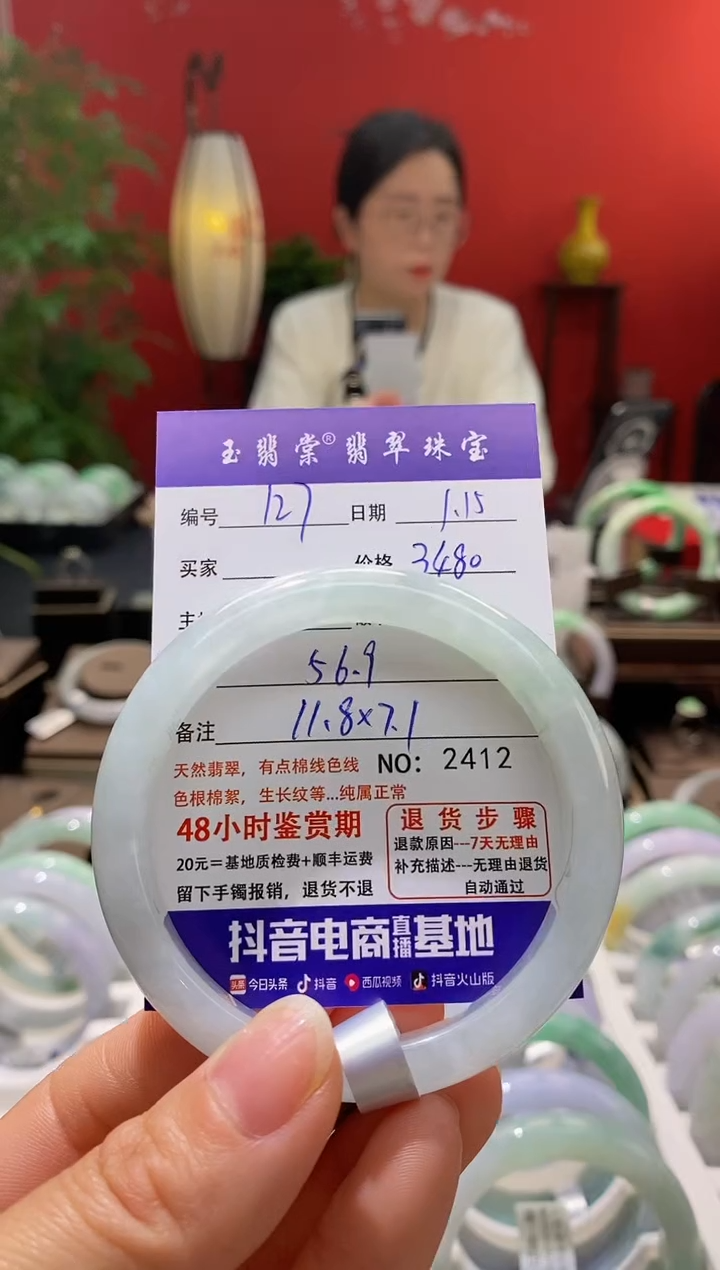 玉翡棠®翡翠珠宝
编号 127 日期 1.15
买家 价格 3480
56.9
备注 11.8×7.1
天然翡翠，有点棉线色线 NO: 2412
色根棉絮，生长纹等...纯属正常
48小时鉴赏期
20元=基地质检费+顺丰运费
留下手镯报销，退货不退
退货步骤
退款原因---7天无理由
补充描述---无理由退货
自动通过
抖音电商直播基地
头条 今日头条 抖音 西瓜视频 抖音火山版